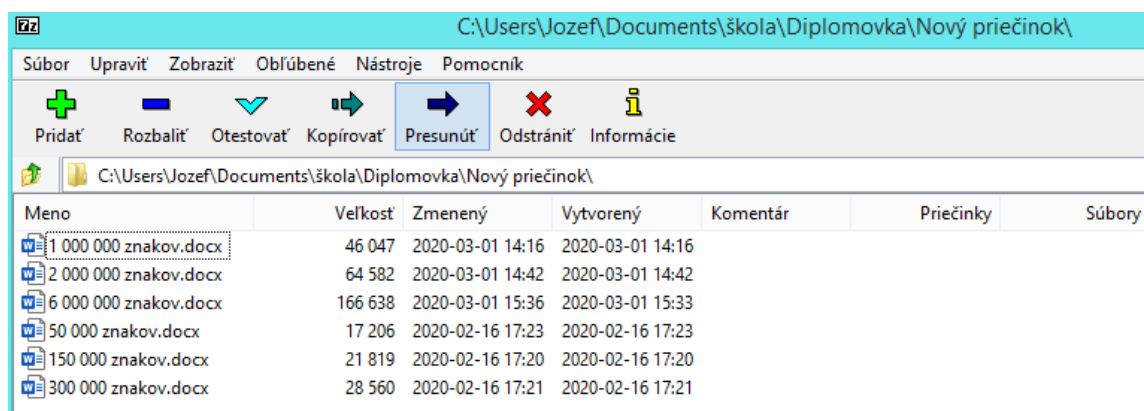 7z C:\Users\Jozef\Documents\škola\Diplomovka\Nový priečinok\
Súbor Upraviť Zobraziť Obľúbené Nástroje Pomocník
Pridať Rozbaliť Otestovať Kopírovať Presunúť Odstrániť Informácie
C:\Users\Jozef\Documents\škola\Diplomovka\Nový priečinok\
Meno Veľkosť Zmenený Vytvorený Komentár Priečinky Súbory
1 000 000 znakov.docx 46 047 2020-03-01 14:16 2020-03-01 14:16
2 000 000 znakov.docx 64 582 2020-03-01 14:42 2020-03-01 14:42
6 000 000 znakov.docx 166 638 2020-03-01 15:36 2020-03-01 15:33
50 000 znakov.docx 17 206 2020-02-16 17:23 2020-02-16 17:23
150 000 znakov.docx 21 819 2020-02-16 17:20 2020-02-16 17:20
300 000 znakov.docx 28 560 2020-02-16 17:21 2020-02-16 17:21